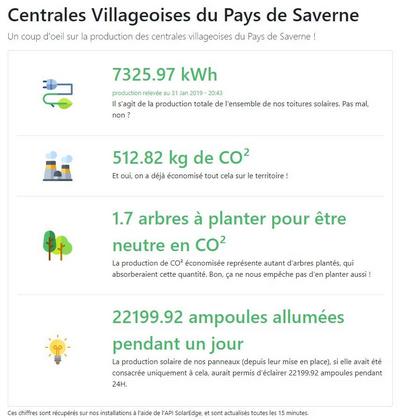 Centrales Villageoises du Pays de Saverne
Un coup d'oeil sur la production des centrales villageoises du Pays de Saverne !
7325.97 kWh
production relevée au 31 Jan 2019 - 20:43
Il s'agit de la production totale de l'ensemble de nos toitures solaires. Pas mal,
non ?
512.82 kg de CO²
Et oui, on a déjà économisé tout cela sur le territoire !
1.7 arbres à planter pour être
neutre en CO²
La production de CO² économisée représente autant d'arbres plantés, qui
absorberaient cette quantité. Bon, ça ne nous empêche pas d'en planter aussi !
22199.92 ampoules allumées
pendant un jour
La production solaire de nos panneaux (depuis leur mise en place), si elle avait été
consacrée uniquement à cela, aurait permis d'éclairer 22199.92 ampoules pendant
24H.
Ces chiffres sont récupérés sur nos installations à l'aide de l'API SolarEdge, et sont actualisés toutes les 15 minutes.